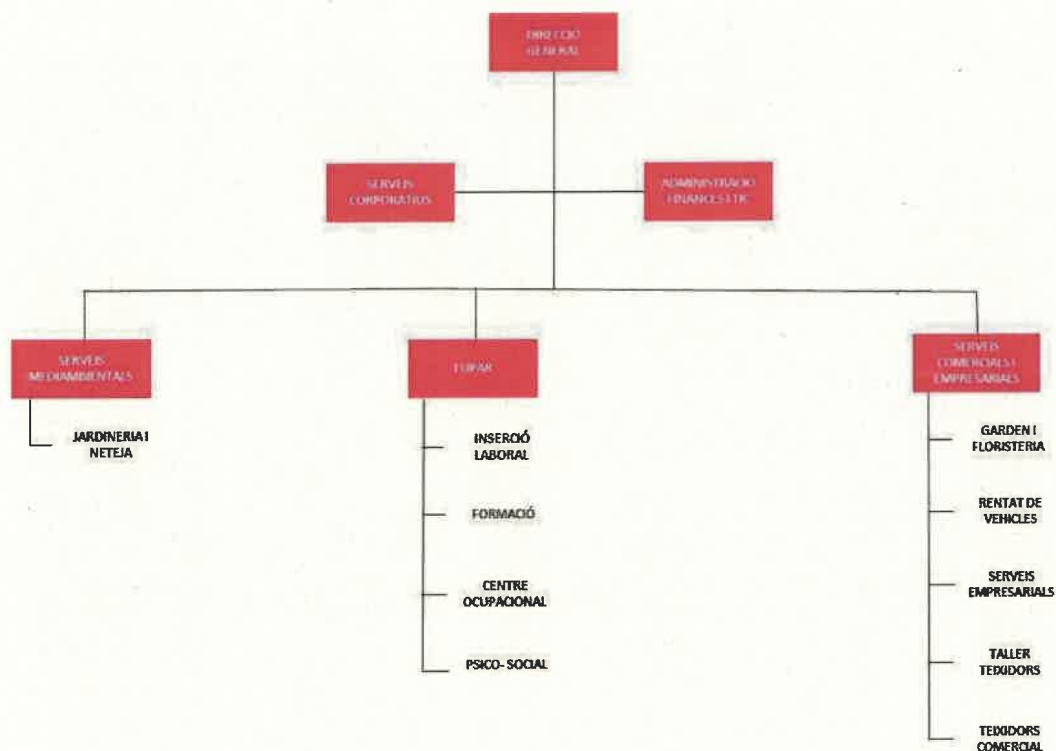 DIRECCIÓ
GENERAL
SERVEIS
CORPORATIUS
ADMINISTRACIÓ
FINANCES I TIC
SERVEIS
MEDIAMBIENTALS
TUPAR
SERVEIS
COMERCIALS I
EMPRESARIALS
JARDINERIA I
NETEJA
INSERCIÓ
LABORAL
FORMACIÓ
CENTRE
OCUPACIONAL
PSICO- SOCIAL
GARDEN I
FLORISTERIA
RENTAT DE
VEHICLES
SERVEIS
EMPRESARIALS
TALLER
TEIXIDORS
TEIXIDORS
COMERCIAL